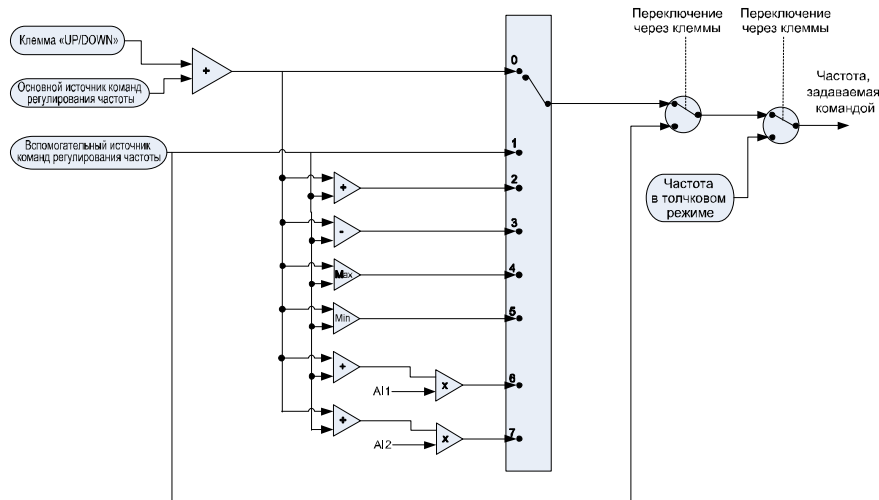 Клемма «UP/DOWN»
Основной источник команд
регулирования частоты
Вспомогательный источник
команд регулирования частоты
+
0
1
+
2
-
3
Max
4
Min
5
+
AI1
x
6
+
AI2
x
7
Переключение
через клеммы
Переключение
через клеммы
Частота,
задаваемая
командой
Частота
в толчковом
режиме